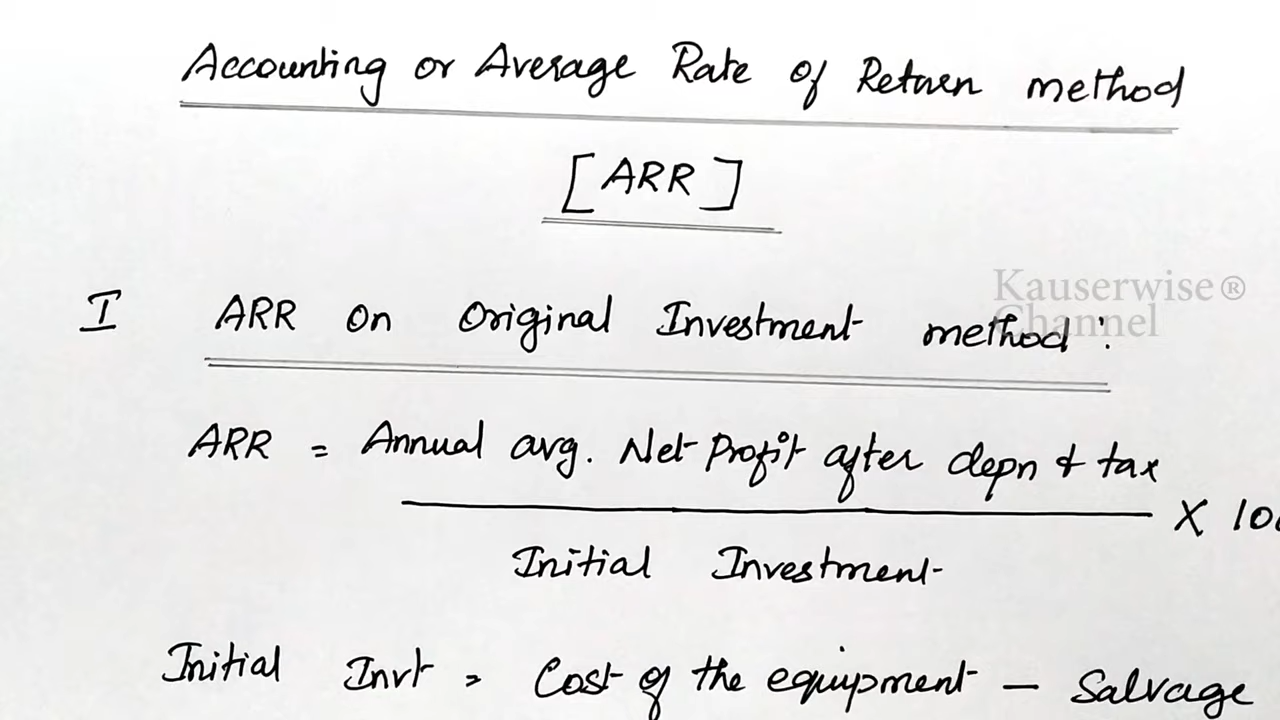 Accounting or Average Rate of Return method
[ARR]
Kauserwise®
Channel
I ARR on Original Investment method:
ARR = Annual avg. Net Profit after depn & tax
X 100
Initial Investment
Initial Invt = Cost of the equipment – Salvage